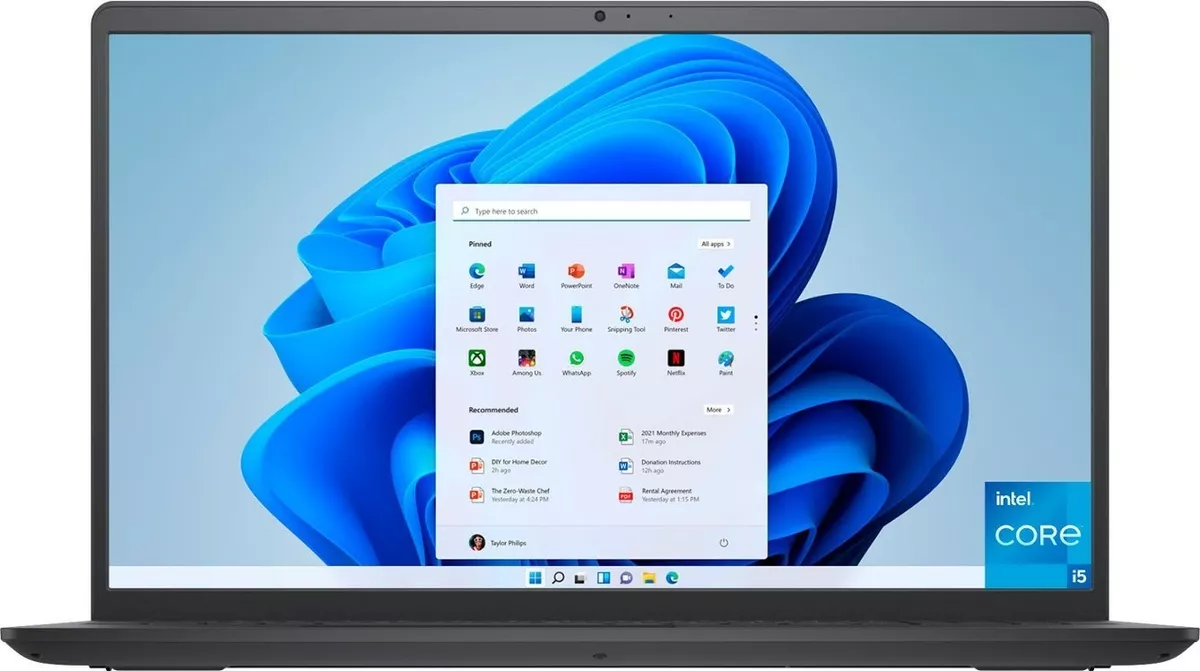 Type here to search
Pinned
All apps >
Edge
Word
PowerPoint
OneNote
Mail
To Do
Microsoft Store
Photos
Your Phone
Snipping Tool
Pinterest
Twitter
Xbox
Among Us
WhatsApp
Spotify
Netflix
Paint
Recommended
More >
Ps
Adobe Photoshop
Recently added
2021 Monthly Expenses
17m ago
DIY for Home Decor
2h ago
Donation Instructions
12h ago
The Zero-Waste Chef
Yesterday at 4:24 PM
PDF
Rental Agreement
Yesterday at 1:15 PM
Taylor Philips
intel.
CORE
i5